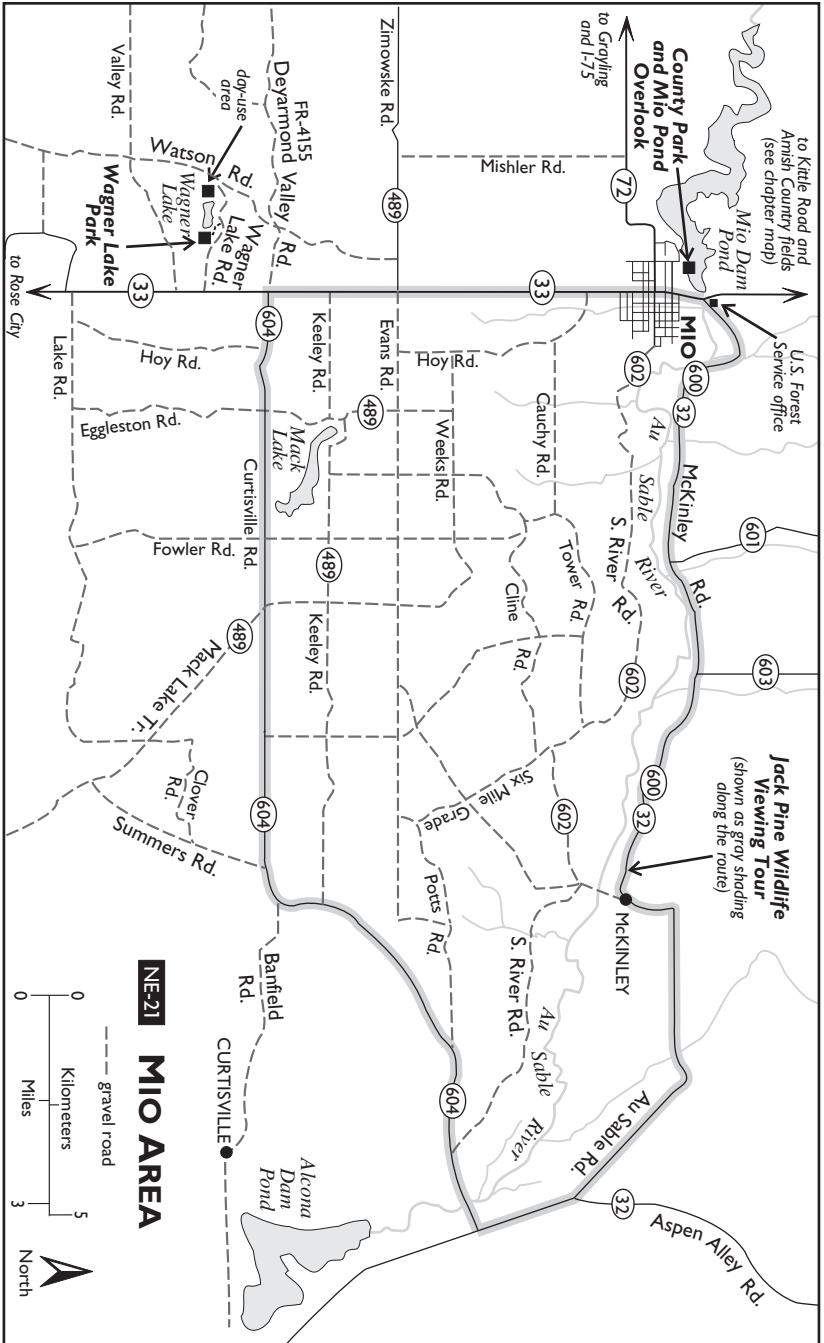 to Kittle Road and
Amish Country fields
(see chapter map)
to Grayling
and I-75
County Park
and Mio Pond
Overlook
Mio Dam
Pond
U.S. Forest
Service office
72
MIO
33
600
32
McKinley
Rd.
601
603
Jack Pine Wildlife
Viewing Tour
(shown as gray shading
along the route)
600
32
McKINLEY
Au Sable Rd.
32
Aspen Alley Rd.
602
Au
Sable
River
S. River
Rd.
602
602
S. River Rd.
Au
Sable
River
Mishler Rd.
Zimowske Rd.
489
33
Hoy Rd.
Cauchy Rd.
Tower
Rd.
Cline
Rd.
Weeks Rd.
Evans Rd.
489
Six Mile
Grade
Potts
Rd.
604
Keeley Rd.
Mack
Lake
489
Keeley Rd.
FR-4155
Deyarmond
Valley
Rd.
day-use
area
Valley Rd.
Watson
Rd.
Wagner
Lake
Wagner
Lake Rd.
Wagner Lake
Park
604
Curtisville Rd.
604
Hoy Rd.
Eggleston Rd.
Fowler Rd.
489
Mack Lake Tr.
Clover
Rd.
Summers Rd.
Lake Rd.
33
to Rose City
Banfield
Rd.
CURTISVILLE
Alcona
Dam
Pond
NE-21 MIO AREA
gravel road
0 5
Kilometers
Miles
0 3
North